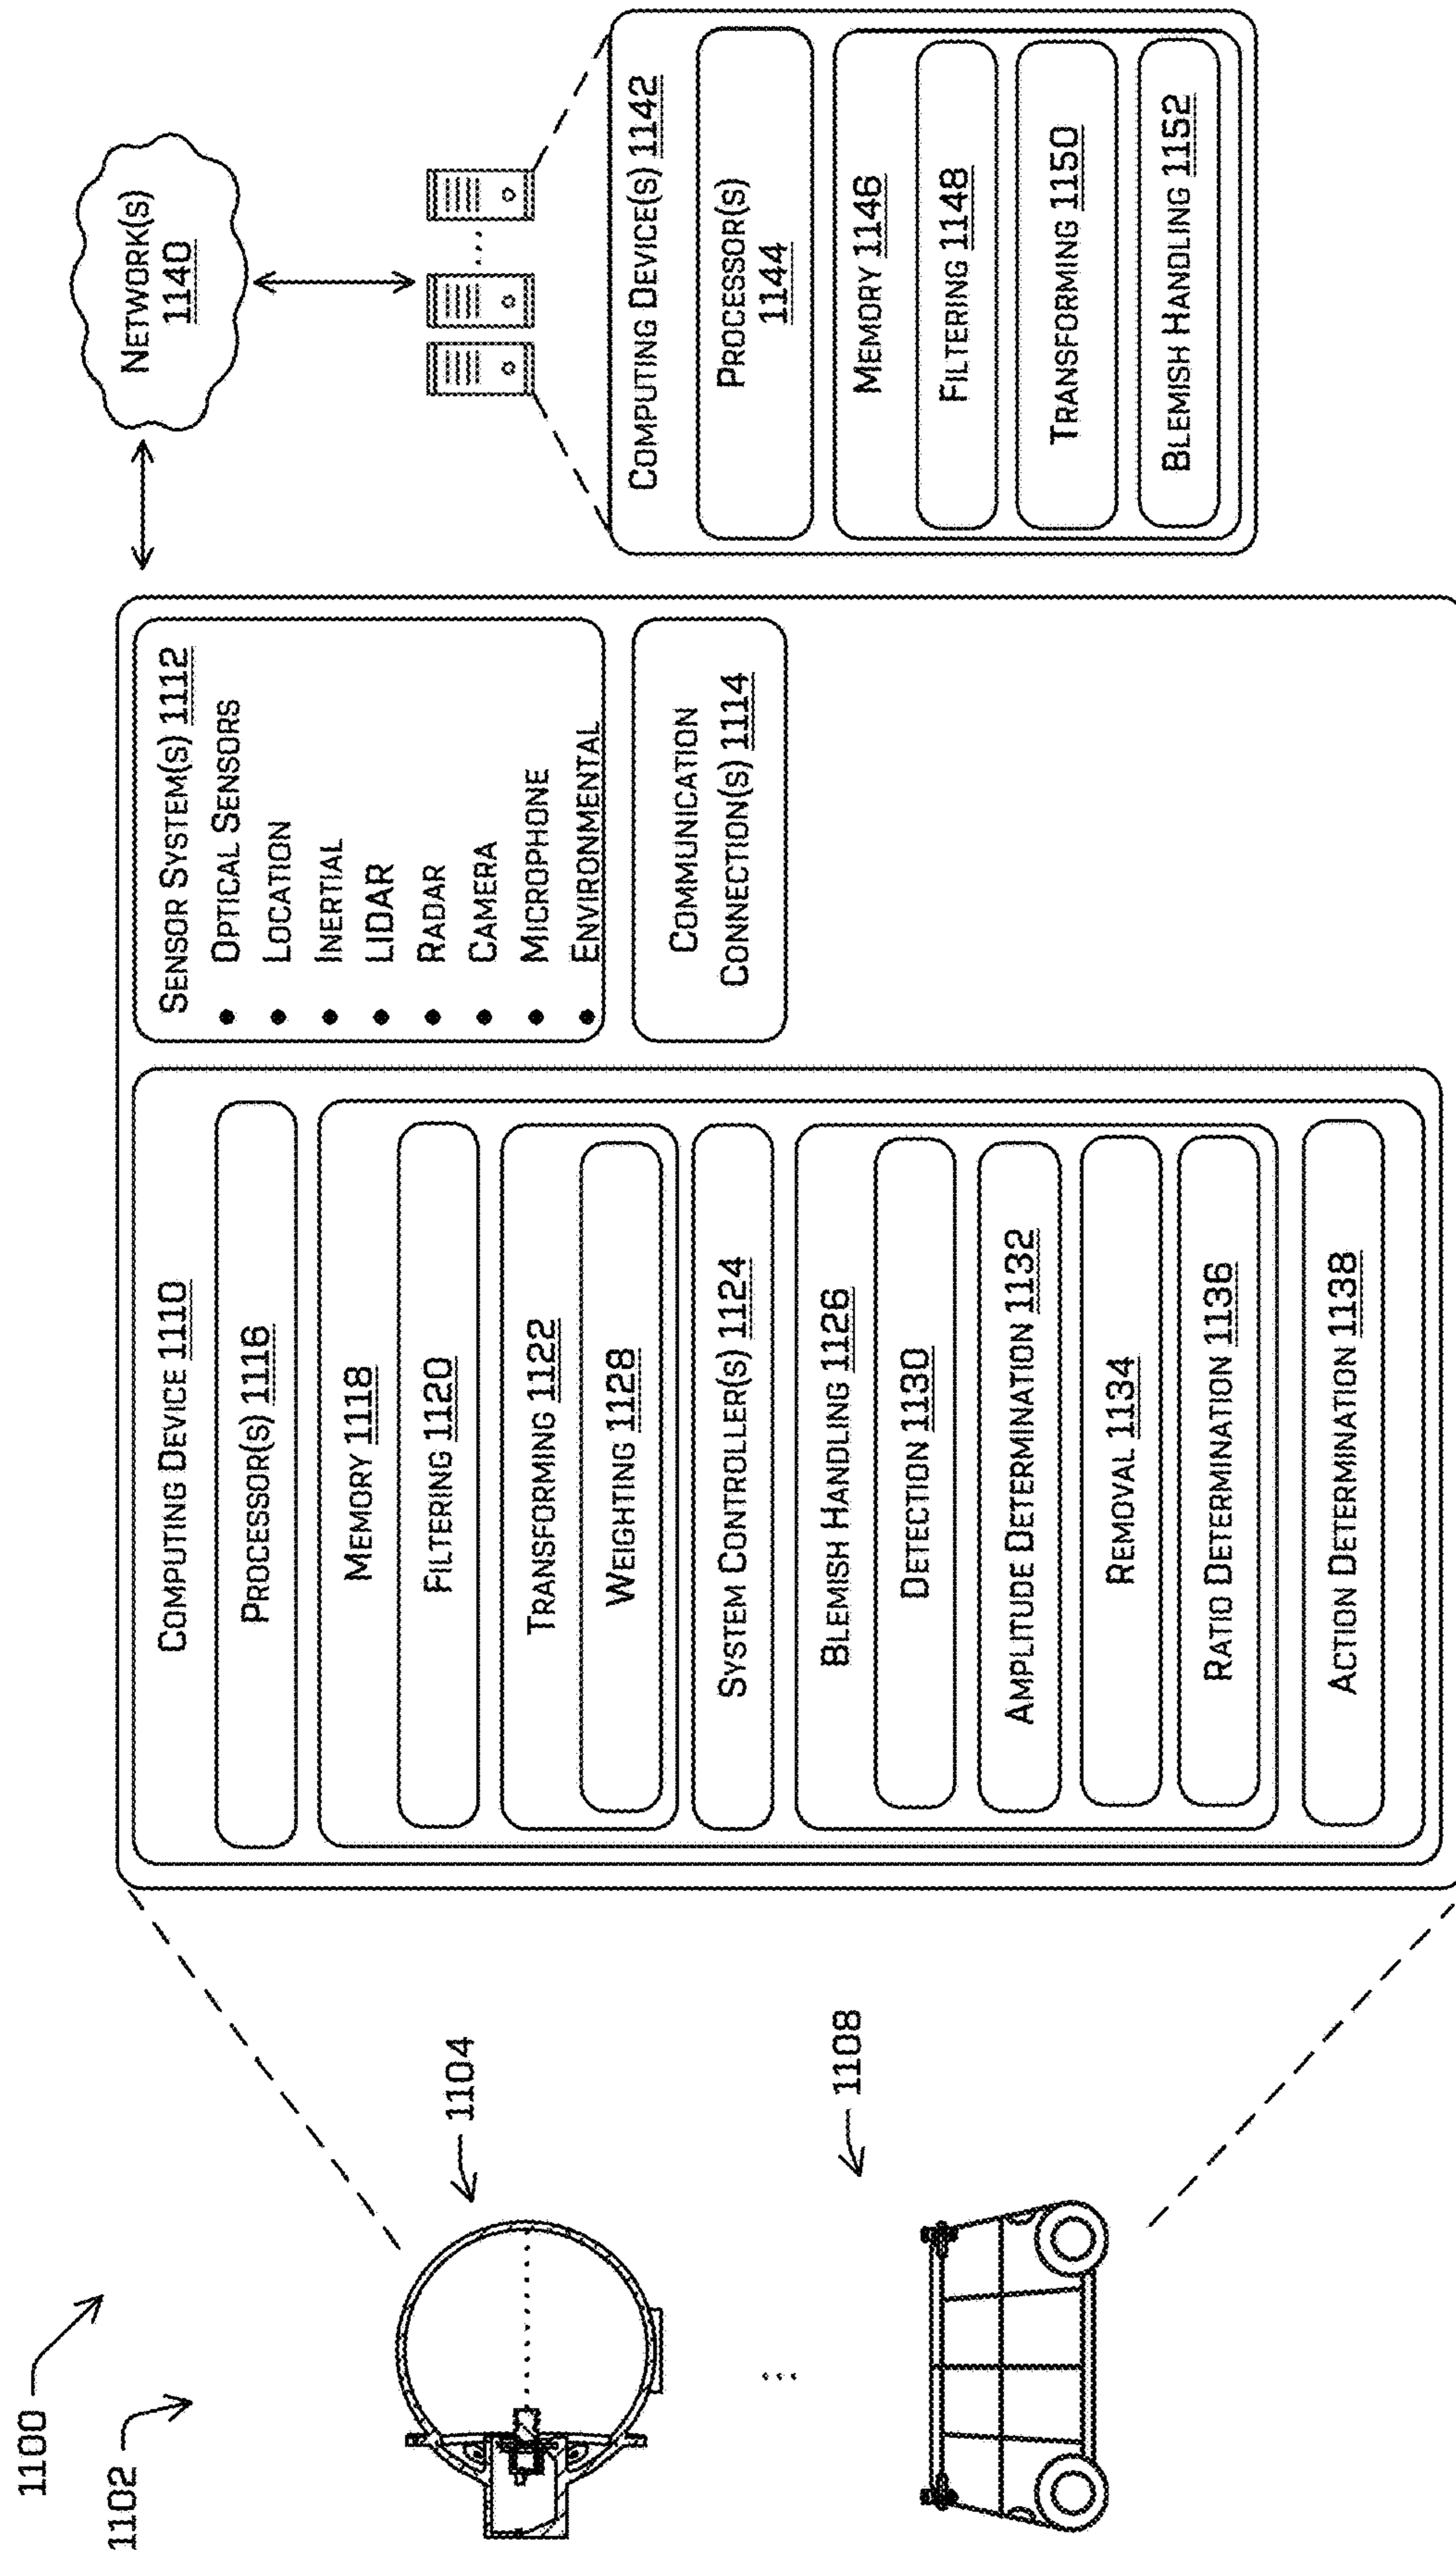 1100
1102
1104
1108
COMPUTING DEVICE 1110
PROCESSOR(S) 1116
MEMORY 1118
FILTERING 1120
TRANSFORMING 1122
WEIGHTING 1128
SYSTEM CONTROLLER(S) 1124
BLEMISH HANDLING 1126
DETECTION 1130
AMPLITUDE DETERMINATION 1132
REMOVAL 1134
RATIO DETERMINATION 1136
ACTION DETERMINATION 1138
SENSOR SYSTEM(S) 1112
• OPTICAL SENSORS
• LOCATION
• INERTIAL
• LIDAR
• RADAR
• CAMERA
• MICROPHONE
• ENVIRONMENTAL
COMMUNICATION
CONNECTION(S) 1114
NETWORK(S)
1140
COMPUTING DEVICE(S) 1142
PROCESSOR(S)
1144
MEMORY 1146
FILTERING 1148
TRANSFORMING 1150
BLEMISH HANDLING 1152